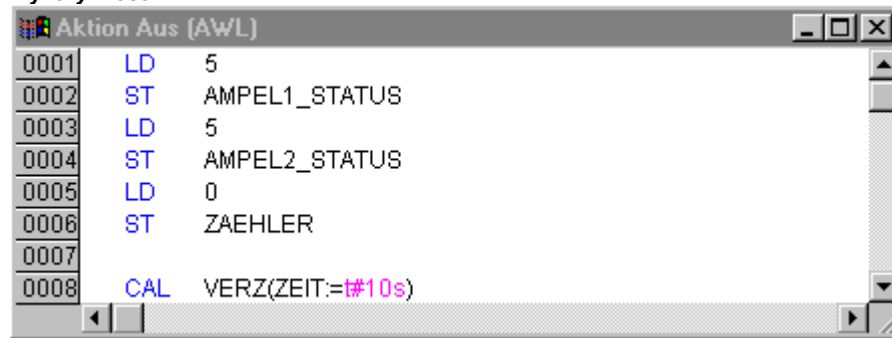 Aktion Aus (AWL)
0001 LD 5
0002 ST AMPEL1_STATUS
0003 LD 5
0004 ST AMPEL2_STATUS
0005 LD 0
0006 ST ZAEHLER
0007
0008 CAL VERZ(ZEIT:=t#10s)